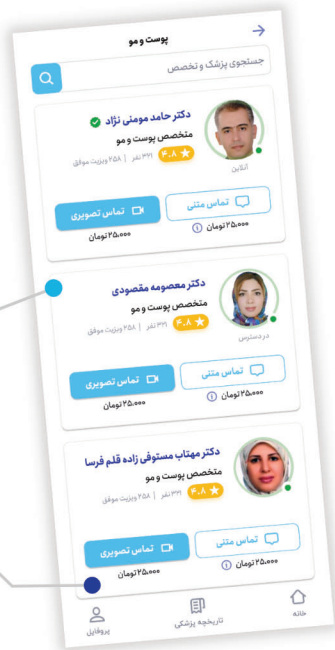 پوست و مو
جستجوی پزشک و تخصص
دکتر حامد مومنی نژاد
متخصص پوست و مو
۴.۸ ۳۲۱ نفر | ۲۵۸ ویزیت موفق
آنلاین
تماس متنی تماس تصویری
۲۵،۰۰۰ تومان ۲۵،۰۰۰ تومان
دکتر معصومه مقصودی
متخصص پوست و مو
۴.۸ ۳۲۱ نفر | ۲۵۸ ویزیت موفق
در دسترس
تماس متنی تماس تصویری
۲۵،۰۰۰ تومان ۲۵،۰۰۰ تومان
دکتر مهتاب مستوفی زاده قلم فرسا
متخصص پوست و مو
۴.۸ ۳۲۱ نفر | ۲۵۸ ویزیت موفق
تماس متنی تماس تصویری
۲۵،۰۰۰ تومان ۲۵،۰۰۰ تومان
خانه تاریخچه پزشکی پروفایل